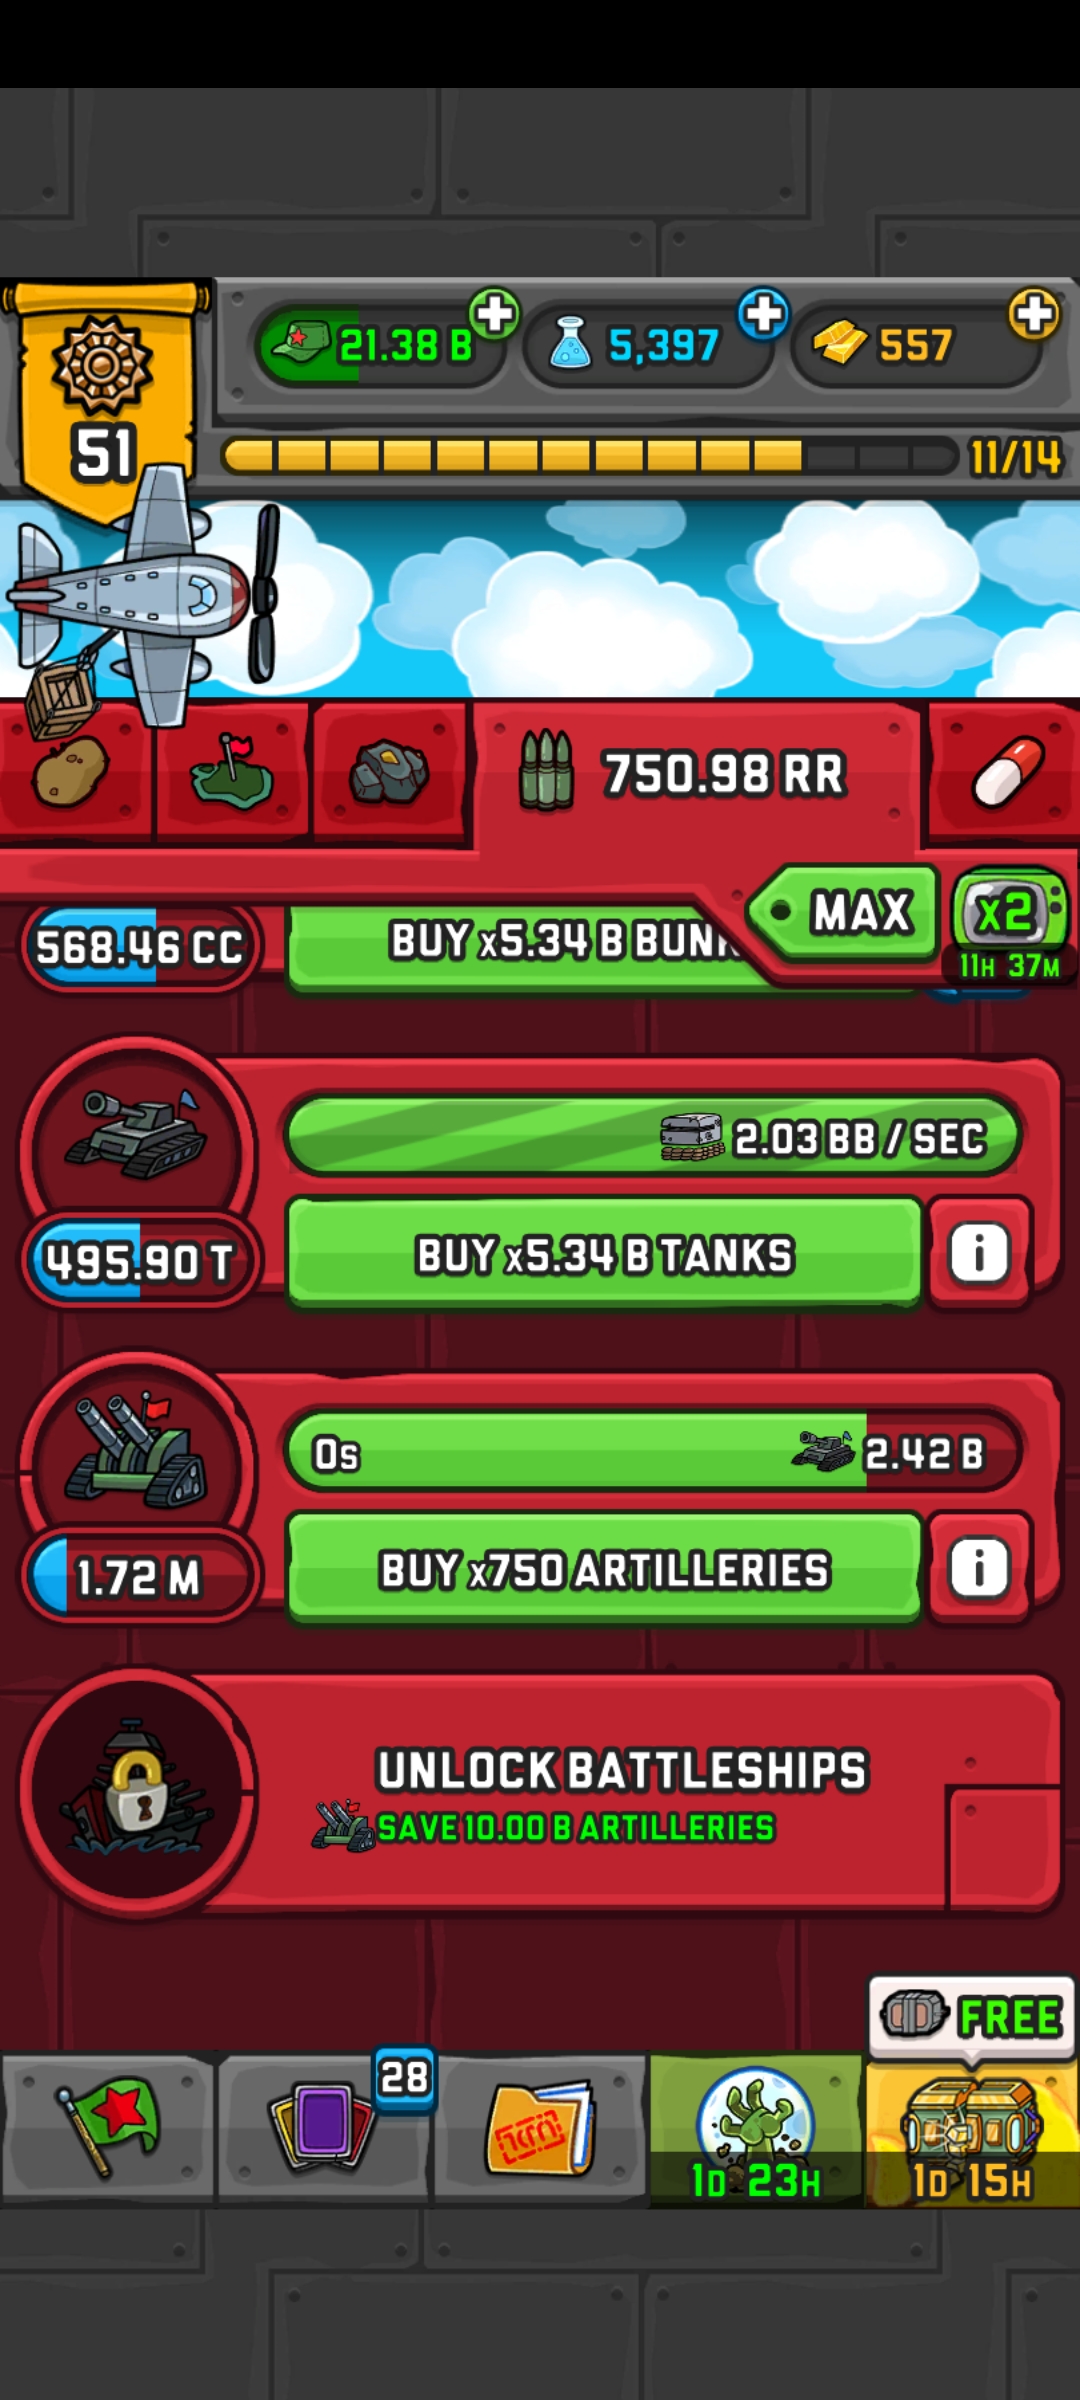 21.38 B
5,397
557
51
11/14
750.98 RR
MAX
x2
11H 37M
568.46 CC
BUY x5.34 B BUN
2.03 BB / SEC
495.90 T
BUY x5.34 B TANKS
i
0s
2.42 B
1.72 M
BUY x750 ARTILLERIES
i
UNLOCK BATTLESHIPS
SAVE 10.00 B ARTILLERIES
FREE
28
1D 23H
1D 15H